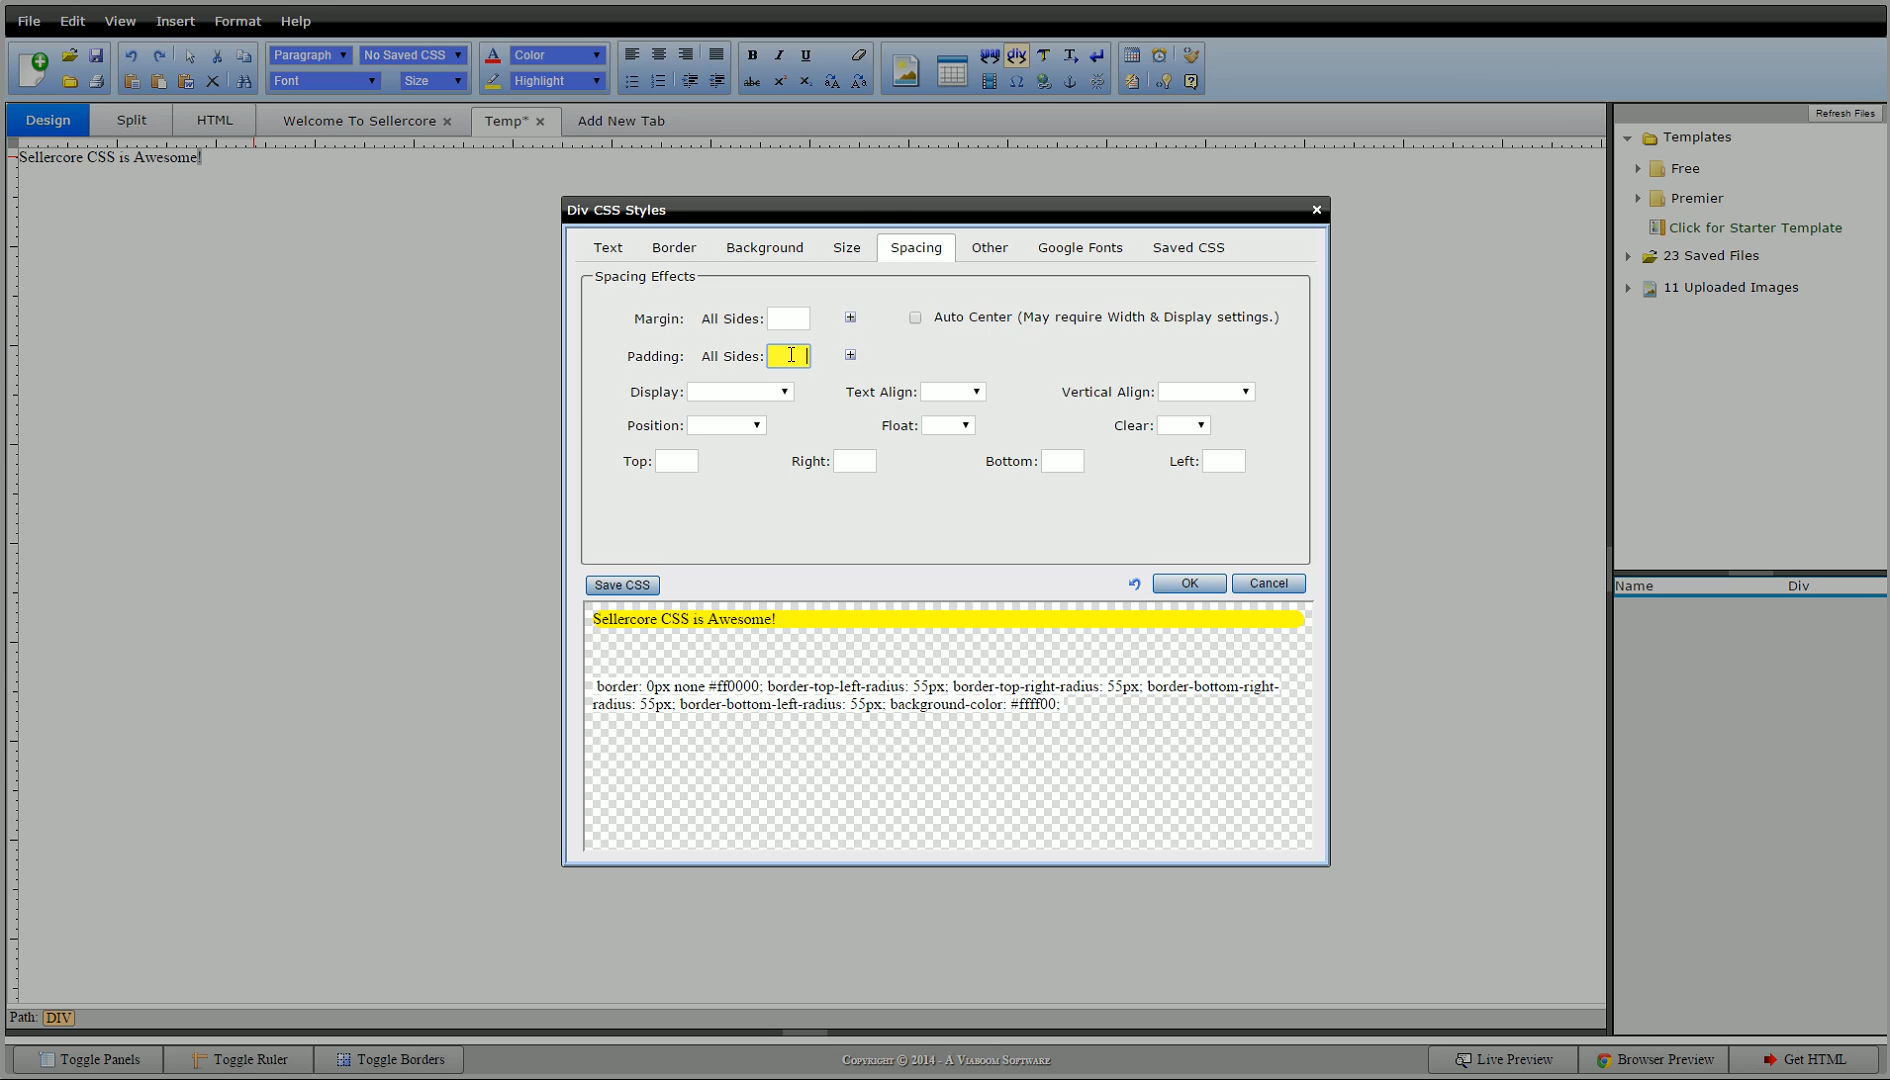 File Edit View Insert Format Help
Paragraph No Saved CSS Color B I U span div T T
Font Size Highlight abc
Design Split HTML Welcome To Sellercore Temp* Add New Tab Refresh Files
Sellercore CSS is Awesome!
Templates
Free
Premier
Click for Starter Template
23 Saved Files
11 Uploaded Images
Name Div
Div CSS Styles
Text Border Background Size Spacing Other Google Fonts Saved CSS
Spacing Effects
Margin: All Sides: Auto Center (May require Width & Display settings.)
Padding: All Sides:
Display: Text Align: Vertical Align:
Position: Float: Clear:
Top: Right: Bottom: Left:
Save CSS OK Cancel
Sellercore CSS is Awesome!
border: 0px none #ff0000; border-top-left-radius: 55px; border-top-right-radius: 55px; border-bottom-right-
radius: 55px; border-bottom-left-radius: 55px; background-color: #ffff00;
Path: DIV
Toggle Panels Toggle Ruler Toggle Borders Copyright © 2014 - A Viaboom Software Live Preview Browser Preview Get HTML